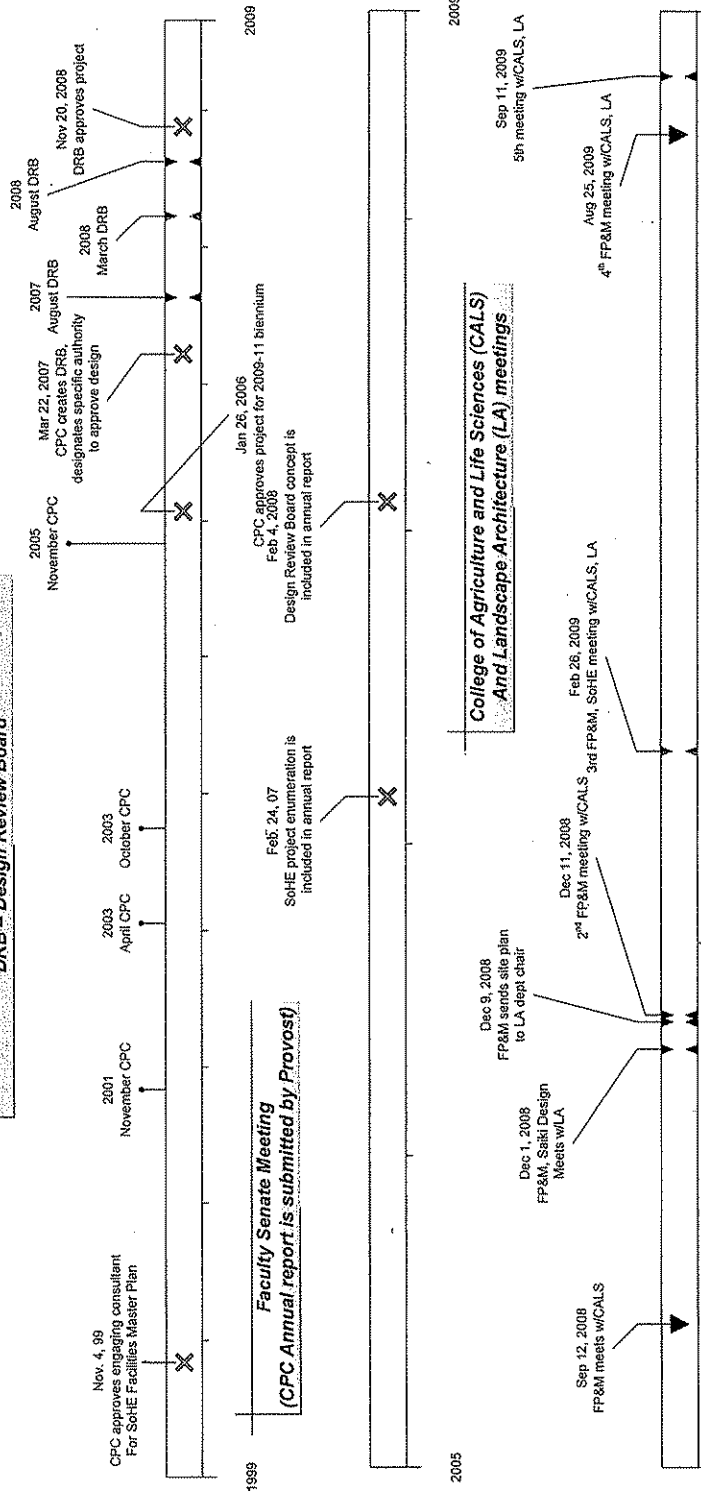 DRB = Design Review Board
Nov. 4, 99
CPC approves engaging consultant
For SoHE Facilities Master Plan
2001
November CPC
2003
April CPC
2003
October CPC
2005
November CPC
Jan 26, 2006
CPC approves project for 2009-11 biennium
Mar 22, 2007
CPC creates DRB,
designates specific authority
to approve design
2007
August DRB
2008
March DRB
2008
August DRB
Nov 20, 2008
DRB approves project
1999
2009
Faculty Senate Meeting
(CPC Annual report is submitted by Provost)
Feb. 24, 07
SoHE project enumeration is
included in annual report
Feb 4, 2008
Design Review Board concept is
included in annual report
2005
2009
College of Agriculture and Life Sciences (CALS)
And Landscape Architecture (LA) meetings
Sep 12, 2008
FP&M meets w/CALS
Dec 1, 2008
FP&M, Saiki Design
Meets w/LA
Dec 9, 2008
FP&M sends site plan
to LA dept chair
Dec 11, 2008
2nd FP&M meeting w/CALS
Feb 26, 2009
3rd FP&M, SoHE meeting w/CALS, LA
Aug 25, 2009
4th FP&M meeting w/CALS, LA
Sep 11, 2009
5th meeting w/CALS, LA